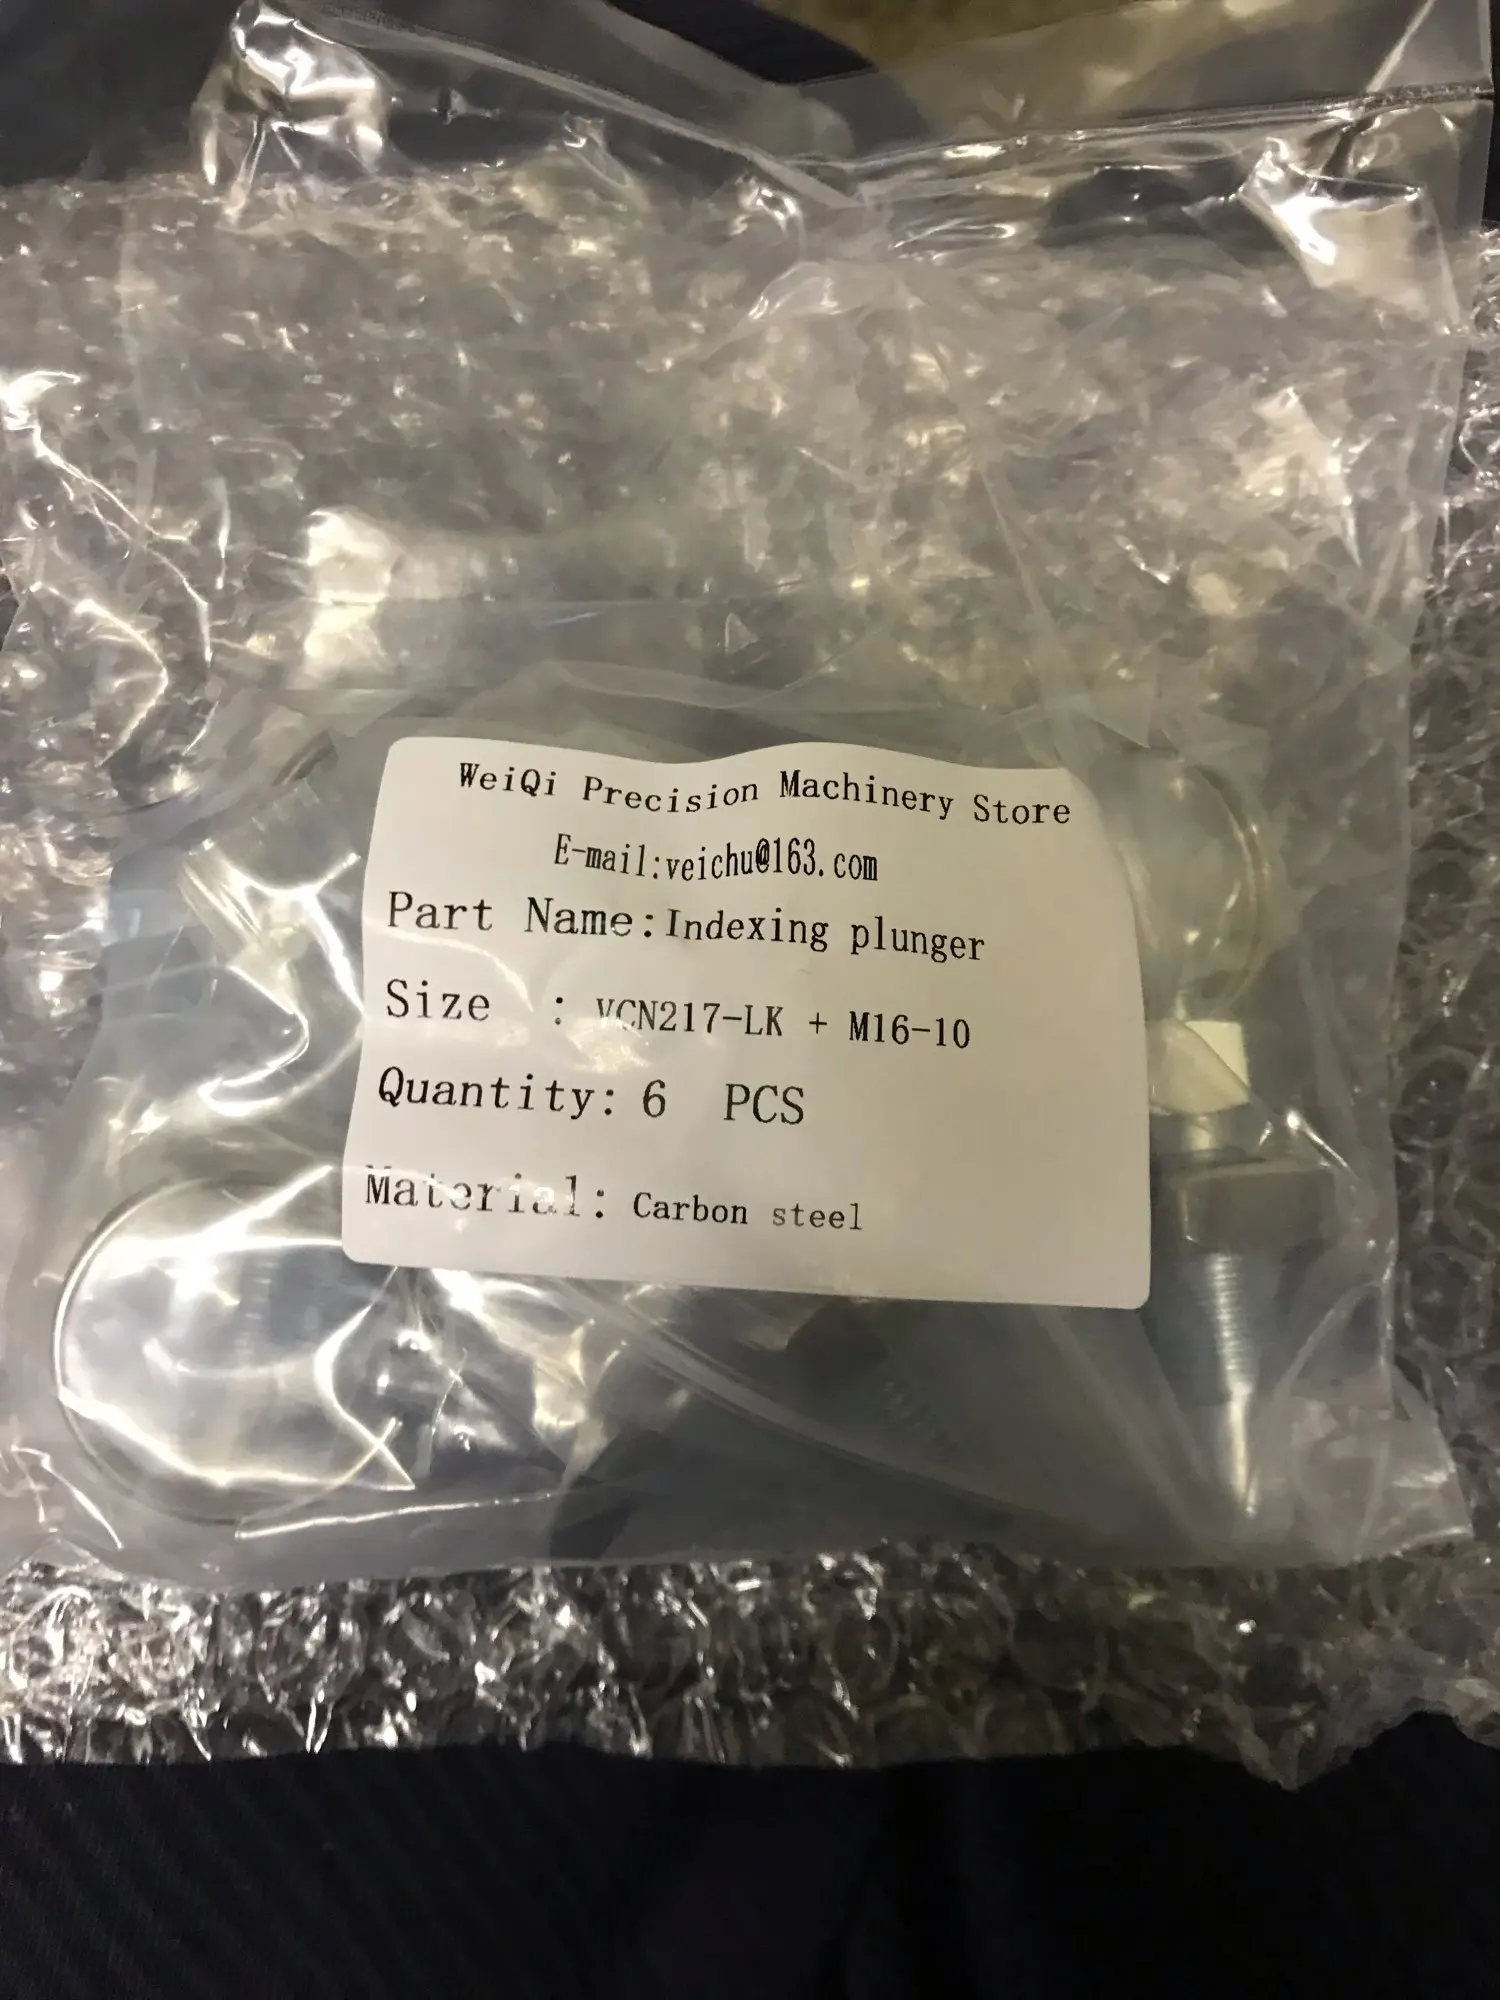 WeiQi Precision Machinery Store
E-mail:veichu@163.com
Part Name:Indexing plunger
Size : VCN217-LK + M16-10
Quantity: 6 PCS
Material: Carbon steel